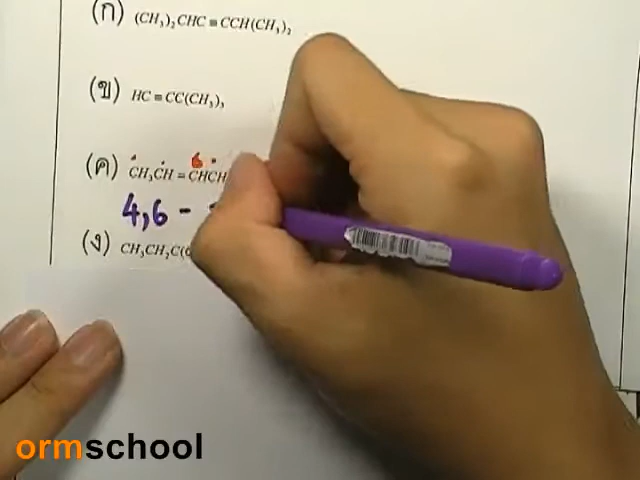 (ก) (CH₃)₂CHC≡CCH(CH₃)₂
(ข) HC≡CC(CH₃)₃
6
(ค) CH₃CH=CHCH
4,6 -
(ง) CH₃CH₂C(
ormschool